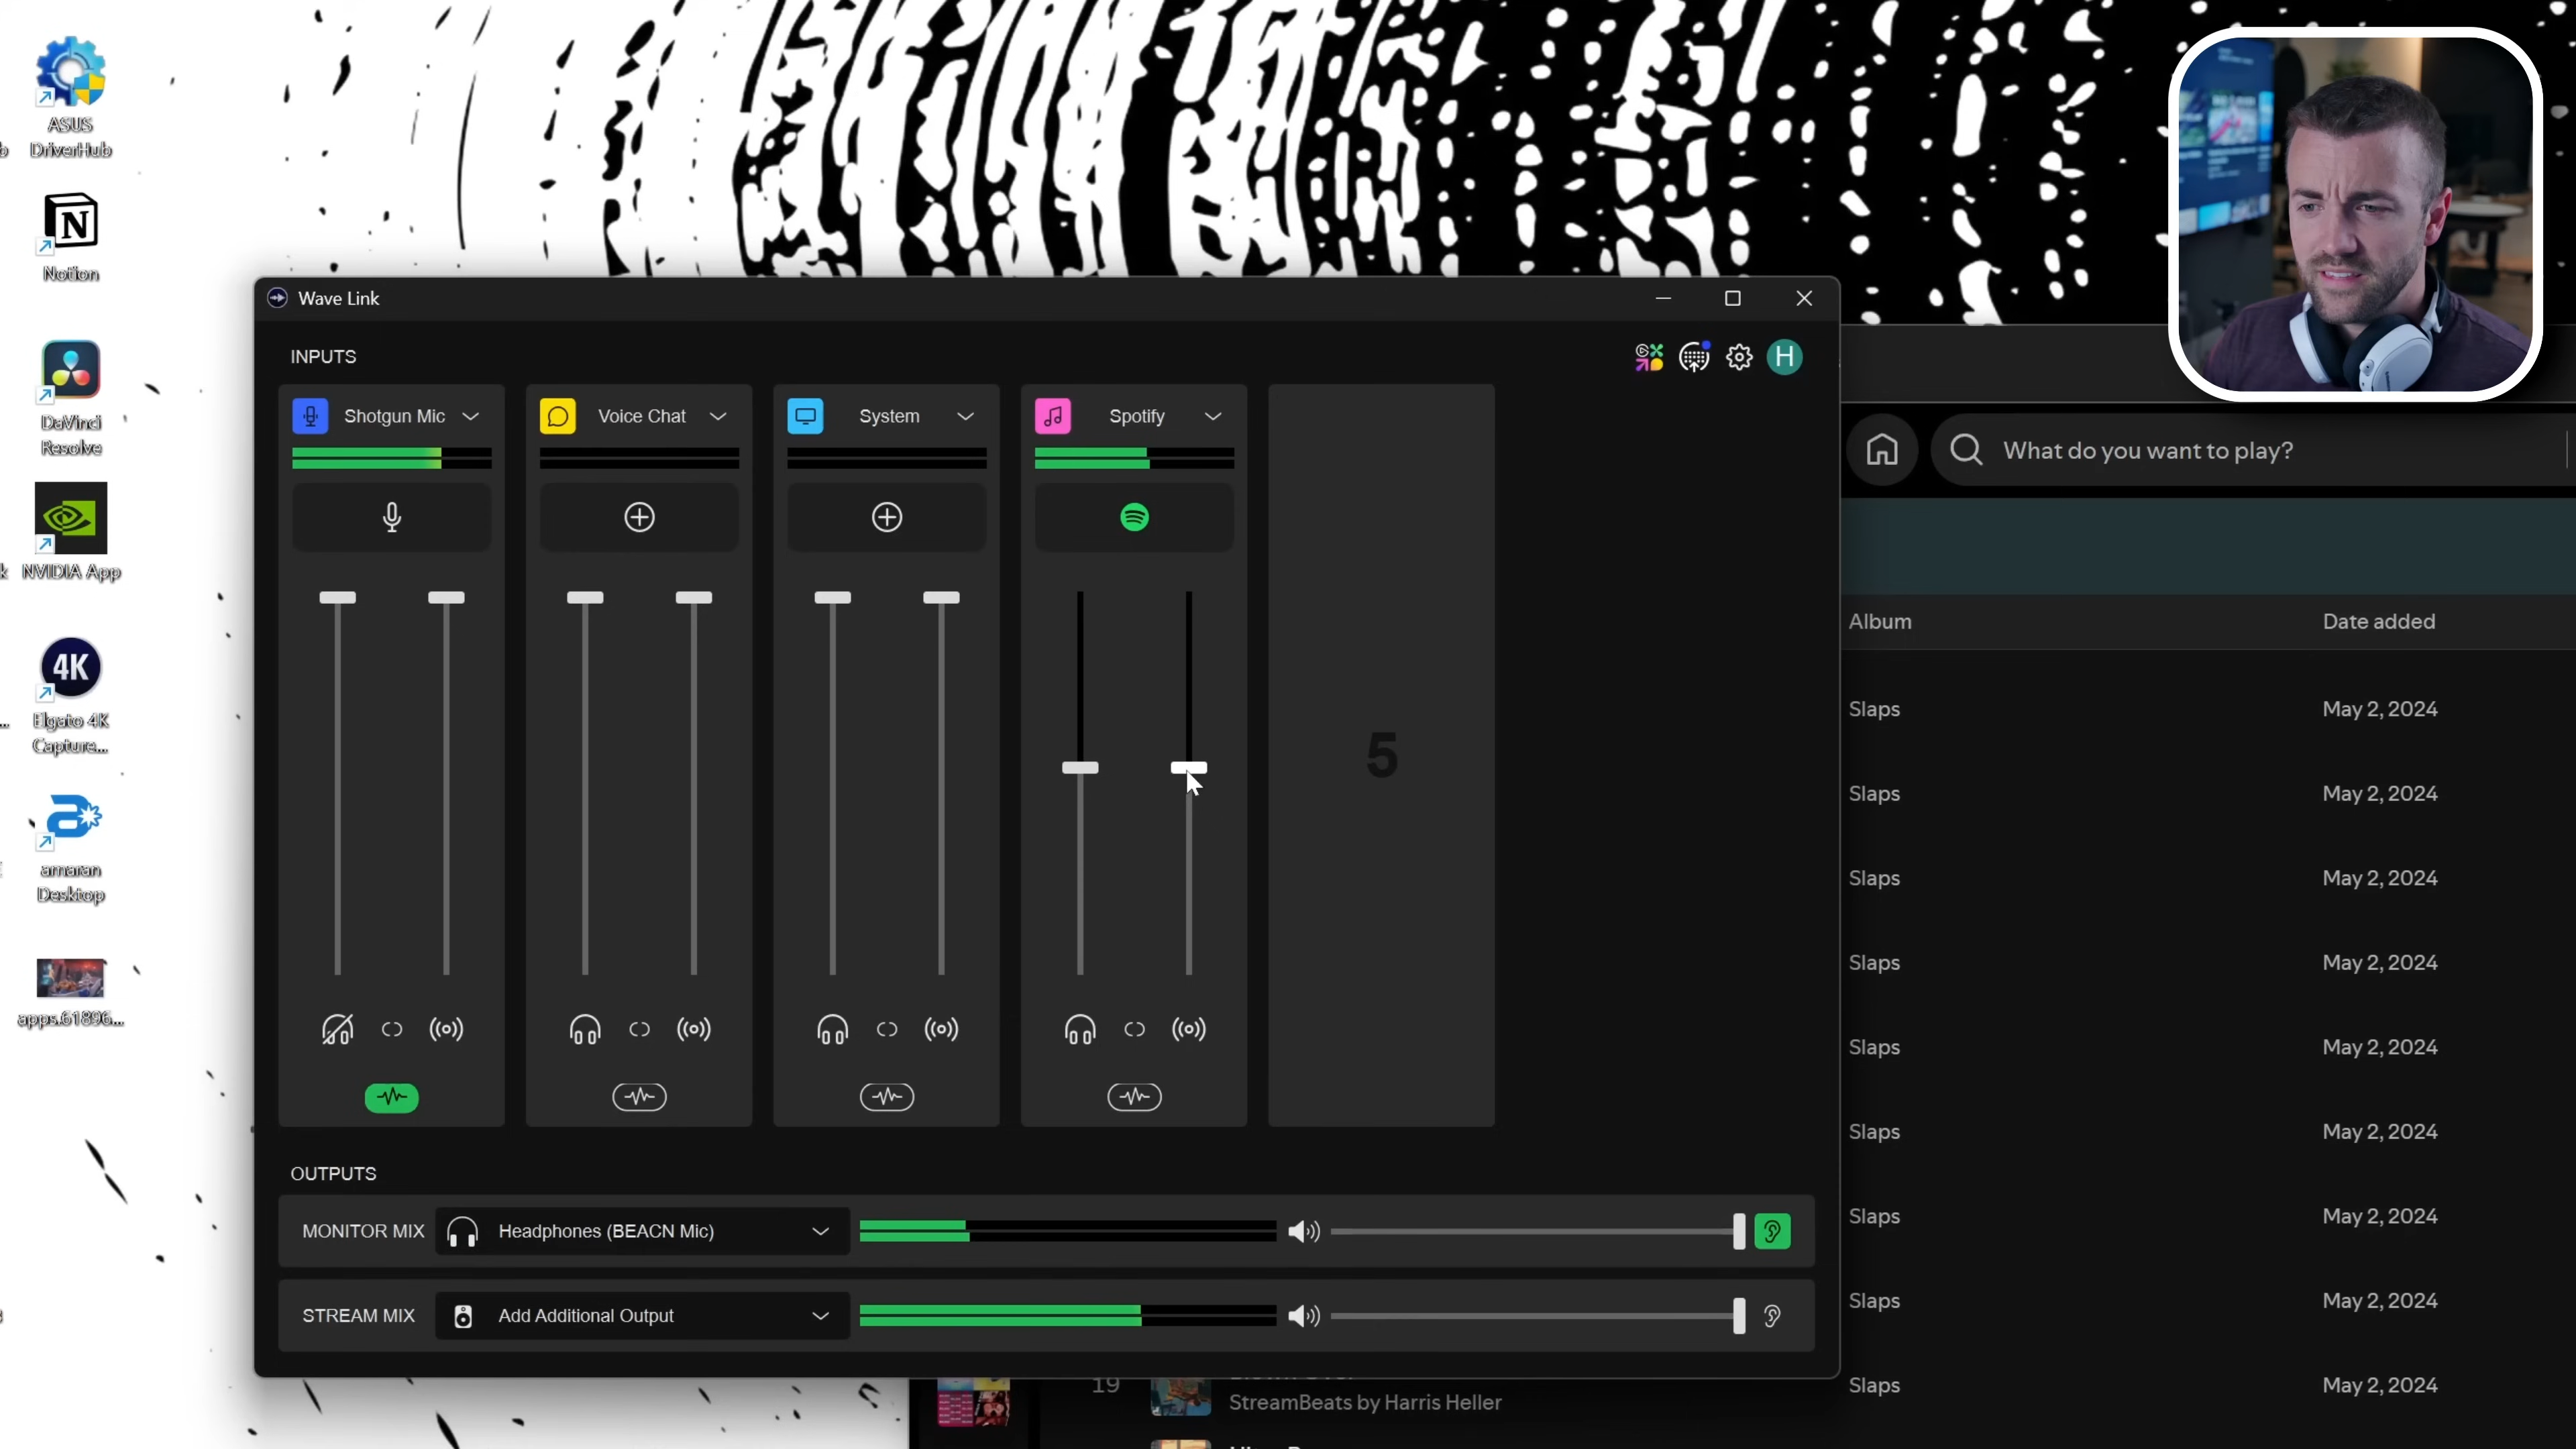 ASUS
DriverHub
Notion
DaVinci
Resolve
NVIDIA App
4K
Elgato 4K
Capture...
amaran
Desktop
apps.61896...
Wave Link
INPUTS
H
Shotgun Mic
Voice Chat
System
Spotify
5
OUTPUTS
MONITOR MIX
Headphones (BEACN Mic)
STREAM MIX
Add Additional Output
What do you want to play?
Album
Date added
Slaps
May 2, 2024
Slaps
May 2, 2024
Slaps
May 2, 2024
Slaps
May 2, 2024
Slaps
May 2, 2024
Slaps
May 2, 2024
Slaps
May 2, 2024
Slaps
May 2, 2024
Slaps
May 2, 2024
19
StreamBeats by Harris Heller